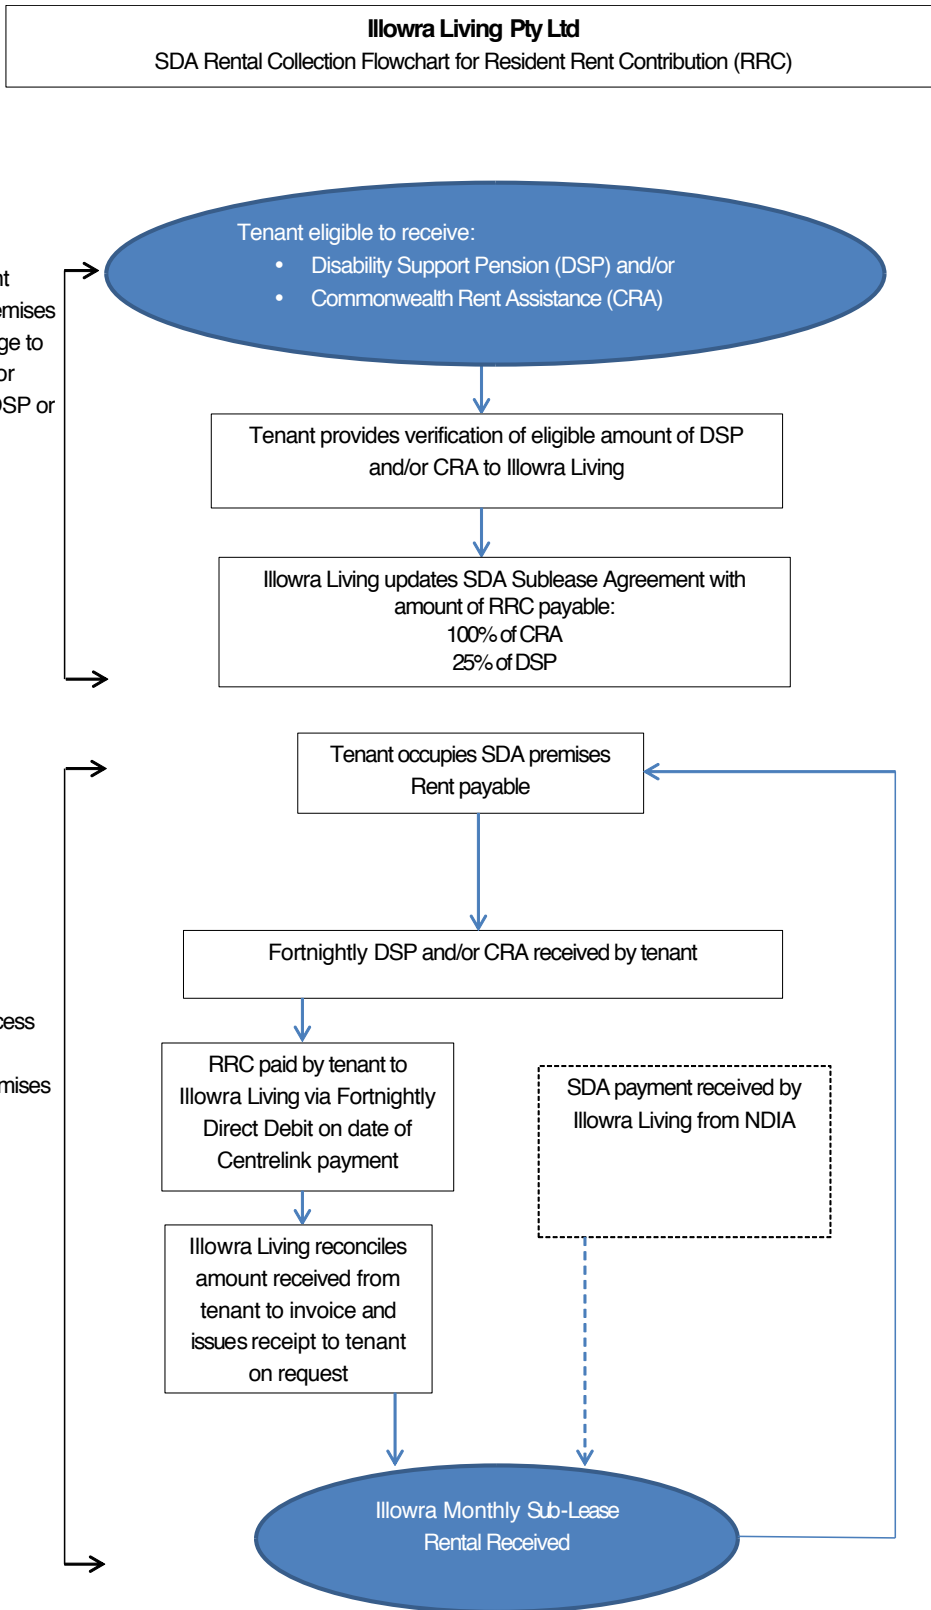 Illowra Living Pty Ltd
SDA Rental Collection Flowchart for Resident Rent Contribution (RRC)
Tenant eligible to receive:
• Disability Support Pension (DSP) and/or
• Commonwealth Rent Assistance (CRA)
ge to
or
DSP or
Tenant provides verification of eligible amount of DSP
and/or CRA to Illowra Living
Illowra Living updates SDA Sublease Agreement with
amount of RRC payable:
100% of CRA
25% of DSP
Tenant occupies SDA premises
Rent payable
Fortnightly DSP and/or CRA received by tenant
RRC paid by tenant to
Illowra Living via Fortnightly
Direct Debit on date of
Centrelink payment
SDA payment received by
Illowra Living from NDIA
Illowra Living reconciles
amount received from
tenant to invoice and
issues receipt to tenant
on request
Illowra Monthly Sub-Lease
Rental Received